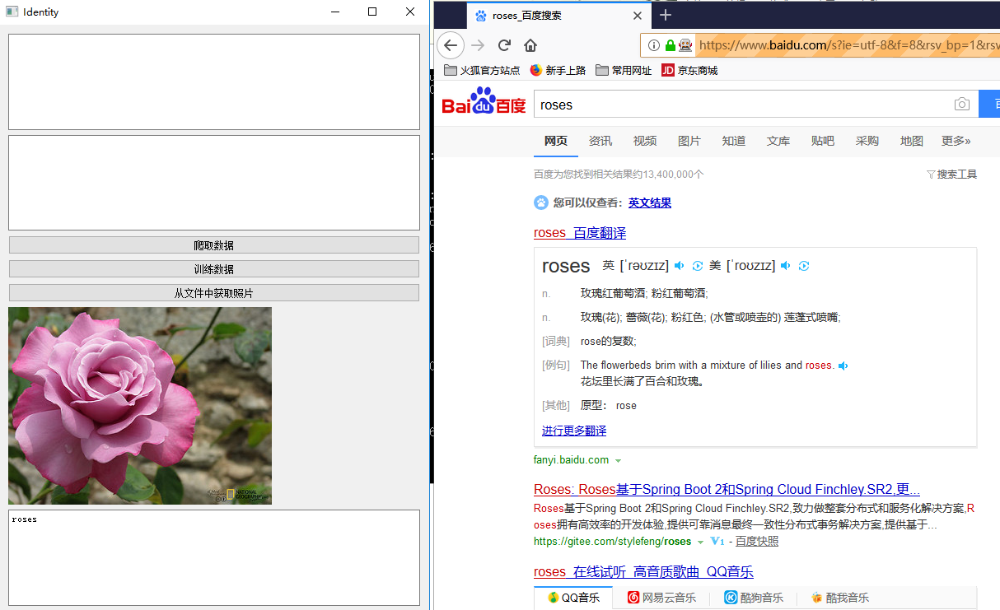 Identity
爬取数据
训练数据
从文件中获取照片
NATIONAL GEOGRAPHIC
roses
roses_百度搜索
https://www.baidu.com/s?ie=utf-8&f=8&rsv_bp=1&rsv
火狐官方站点 新手上路 常用网址 JD 京东商城
Bai du 百度 roses 百
网页 资讯 视频 图片 知道 文库 贴吧 采购 地图 更多»
百度为您找到相关结果约13,400,000个 搜索工具
您可以仅查看：英文结果
roses_百度翻译
roses 英 [ˈrəʊzɪz] 美 [ˈroʊzɪz]
n. 玫瑰红葡萄酒; 粉红葡萄酒;
n. 玫瑰(花); 蔷薇(花); 粉红色; (水管或喷壶的) 莲蓬式喷嘴;
[词典] rose的复数;
[例句] The flowerbeds brim with a mixture of lilies and roses.
花坛里长满了百合和玫瑰。
[其他] 原型： rose
进行更多翻译
fanyi.baidu.com
Roses: Roses基于Spring Boot 2和Spring Cloud Finchley.SR2,更...
Roses基于Spring Boot 2和Spring Cloud Finchley.SR2,致力做整套分布式和服务化解决方案,R
oses拥有高效率的开发体验,提供可靠消息最终一致性分布式事务解决方案,提供基于...
https://gitee.com/stylefeng/roses V1 - 百度快照
roses_在线试听_高音质歌曲_QQ音乐
QQ音乐 网易云音乐 酷狗音乐 酷我音乐